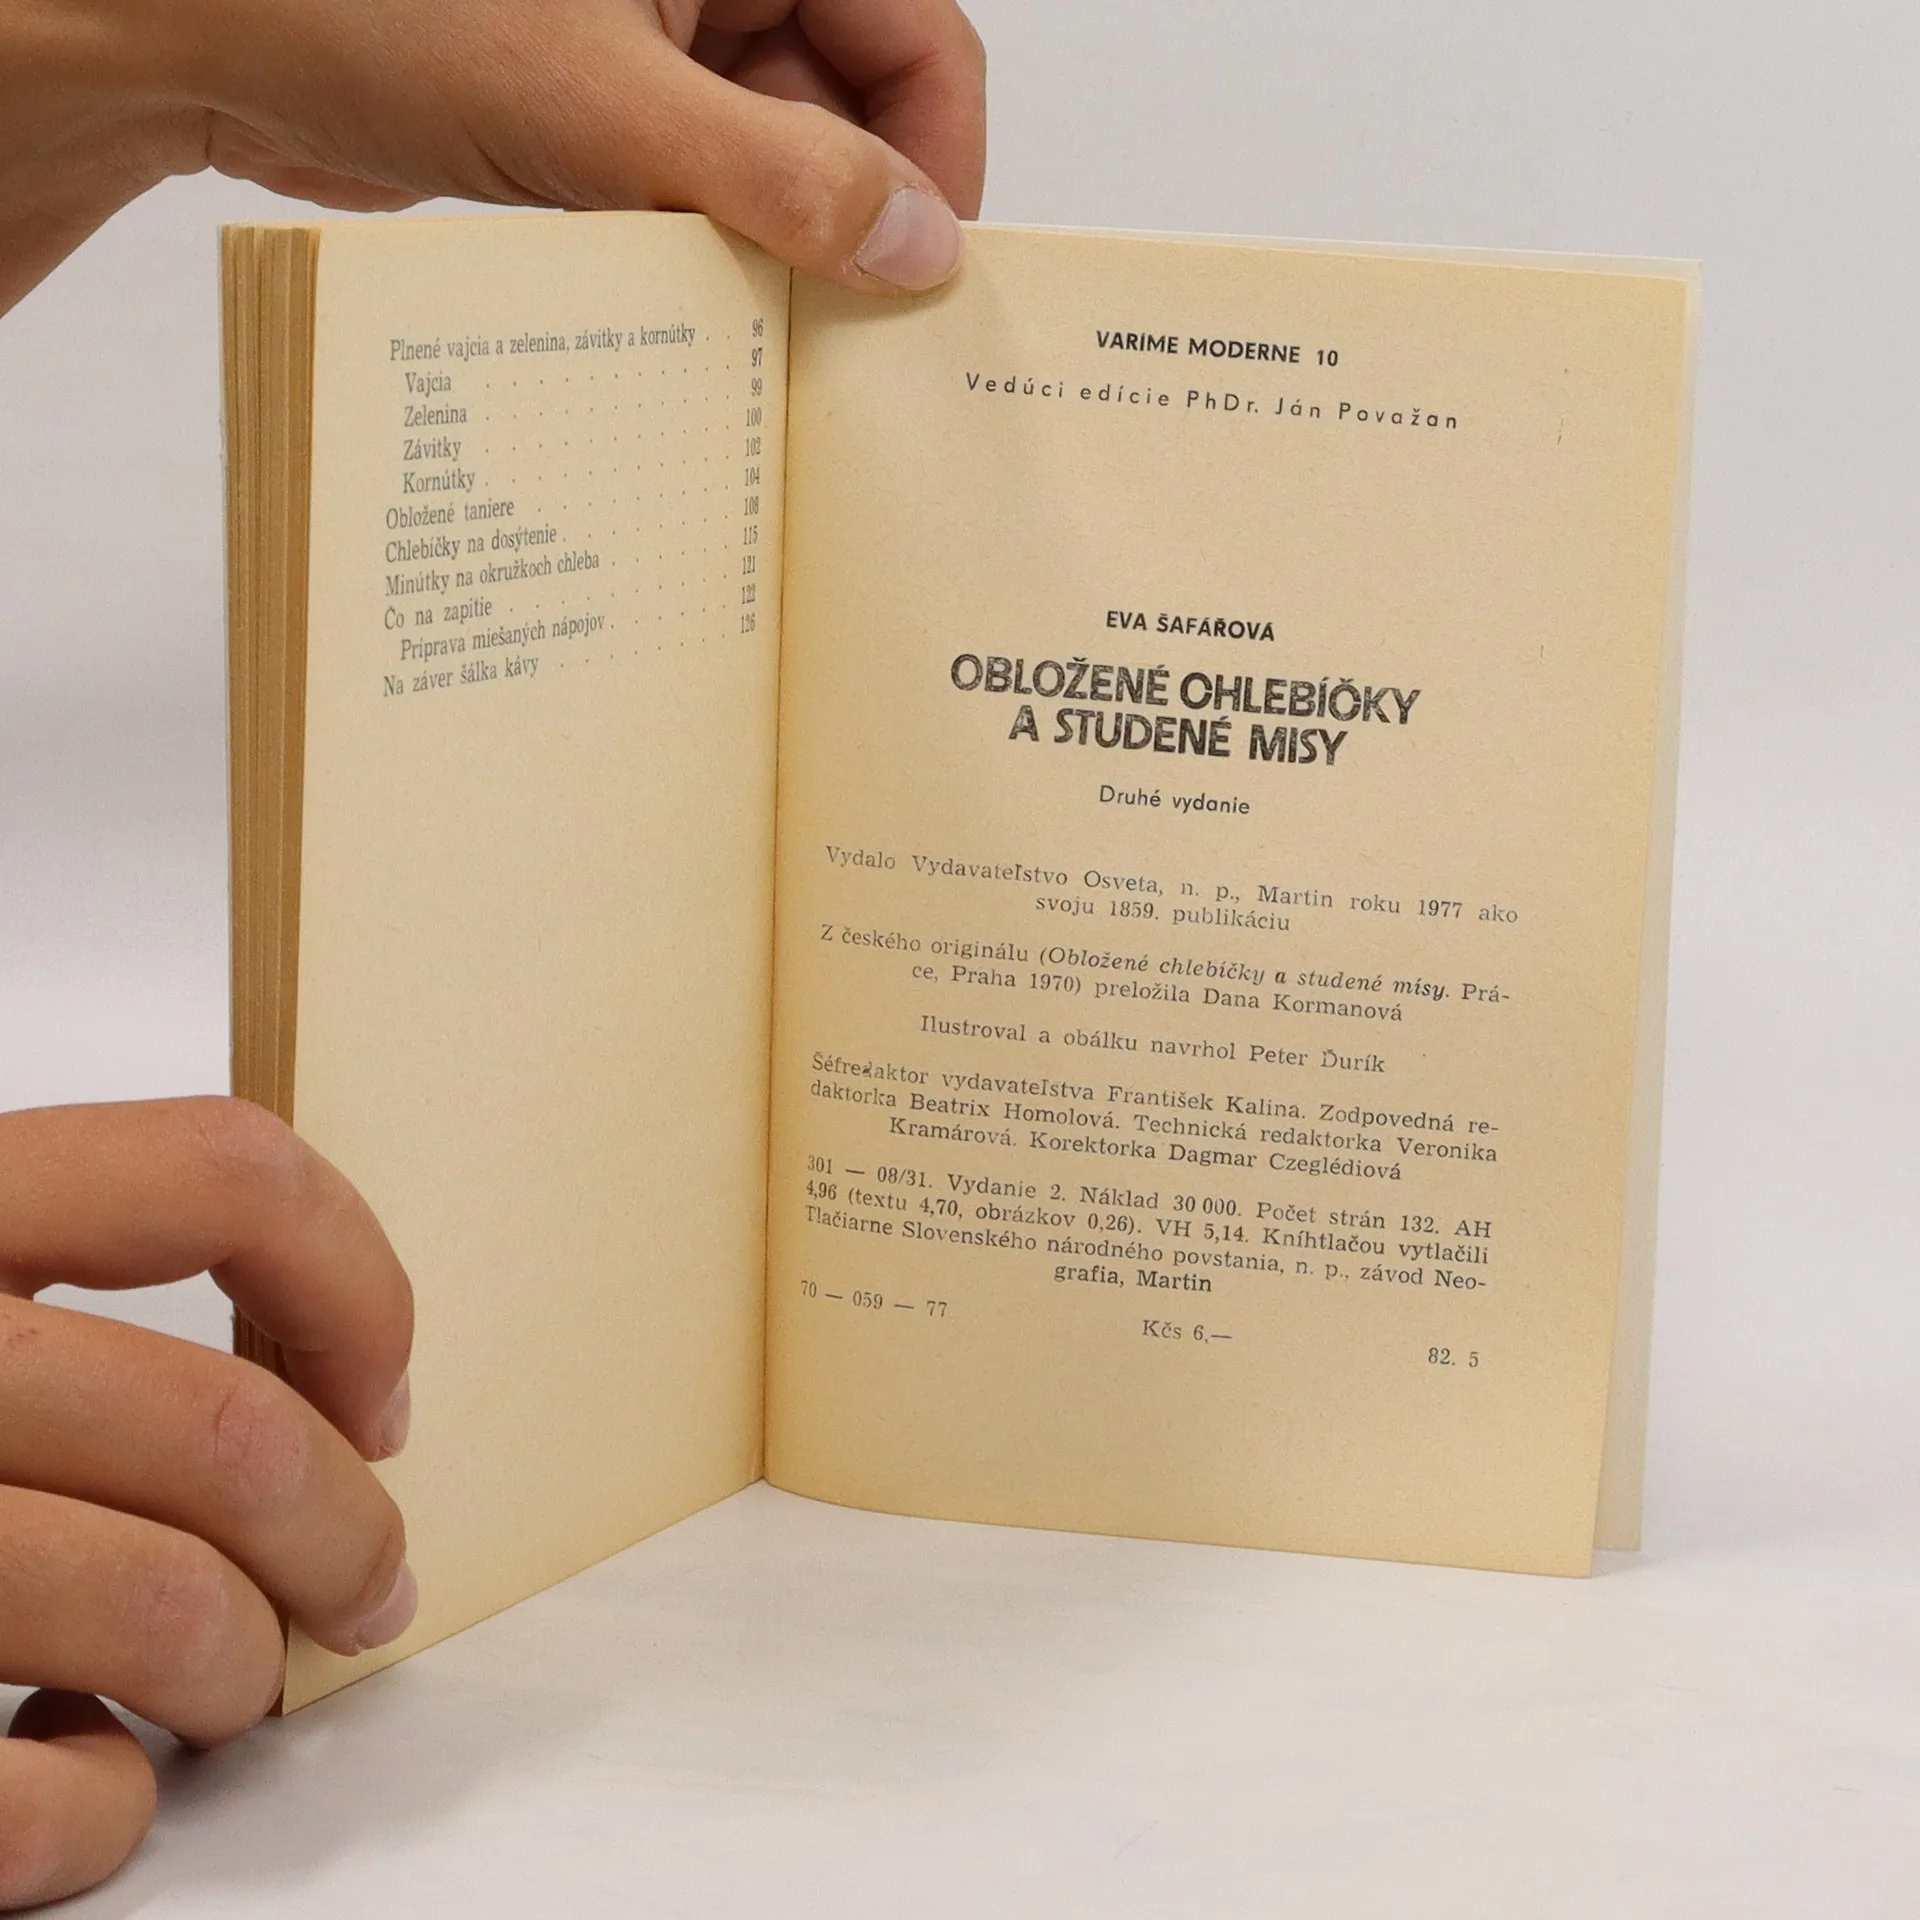 Plnené vajcia a zelenina, závitky a kornútky . . 96
Vajcia . . . . . . . . . . 97
Zelenina . . . . . . . . . . 99
Závitky . . . . . . . . . . 100
Kornútky . . . . . . . . . . 102
Obložené taniere . . . . . . . . 104
Chlebíčky na dosýtenie . . . . . . . 108
Minútky na okružkoch chleba . . . . . . 115
Čo na zapitie . . . . . . . . . 121
Príprava miešaných nápojov . . . . . . 122
Na záver šálka kávy . . . . . . . . 126
VARÍME MODERNE 10
Vedúci edície PhDr. Ján Považan
EVA ŠAFÁŘOVÁ
OBLOŽENÉ CHLEBÍČKY
A STUDENÉ MISY
Druhé vydanie
Vydalo Vydavateľstvo Osveta, n. p., Martin roku 1977 ako
svoju 1859. publikáciu
Z českého originálu (Obložené chlebíčky a studené mísy. Prá-
ce, Praha 1970) preložila Dana Kormanová
Ilustroval a obálku navrhol Peter Ďurík
Šéfredaktor vydavateľstva František Kalina. Zodpovedná re-
daktorka Beatrix Homolová. Technická redaktorka Veronika
Kramárová. Korektorka Dagmar Czeglédiová
301 — 08/31. Vydanie 2. Náklad 30 000. Počet strán 132. AH
4,96 (textu 4,70, obrázkov 0,26). VH 5,14. Kníhtlačou vytlačili
Tlačiarne Slovenského národného povstania, n. p., závod Neo-
grafia, Martin
70 — 059 — 77
Kčs 6,—
82. 5